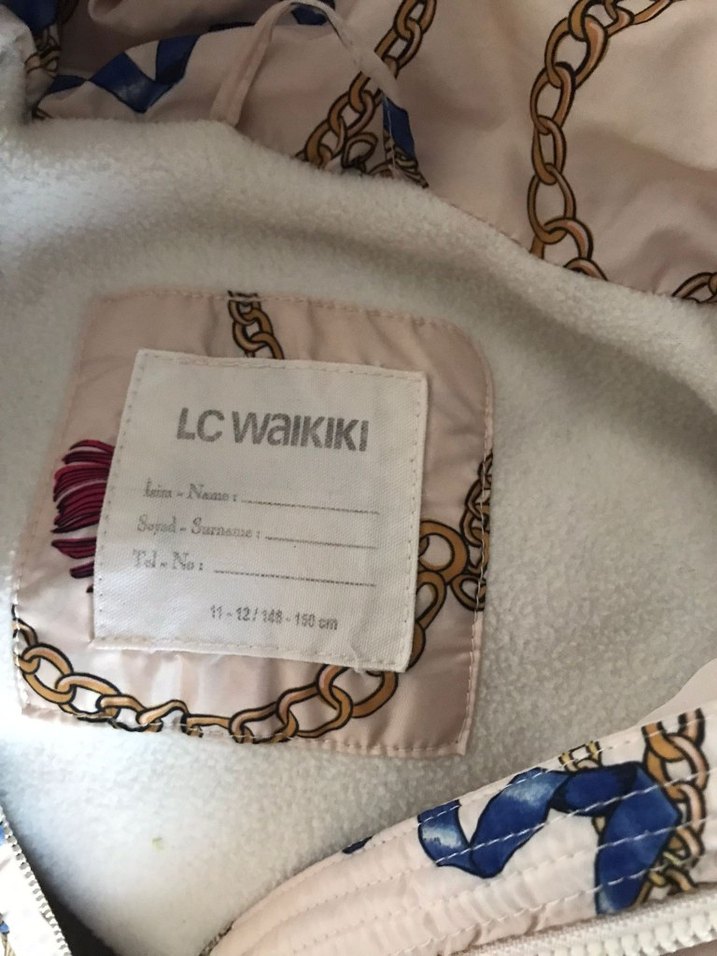 LC WAIKIKI
İsim - Name : 
Soyad - Surname : 
Tel - No : 
11 - 12 / 146 - 150 cm